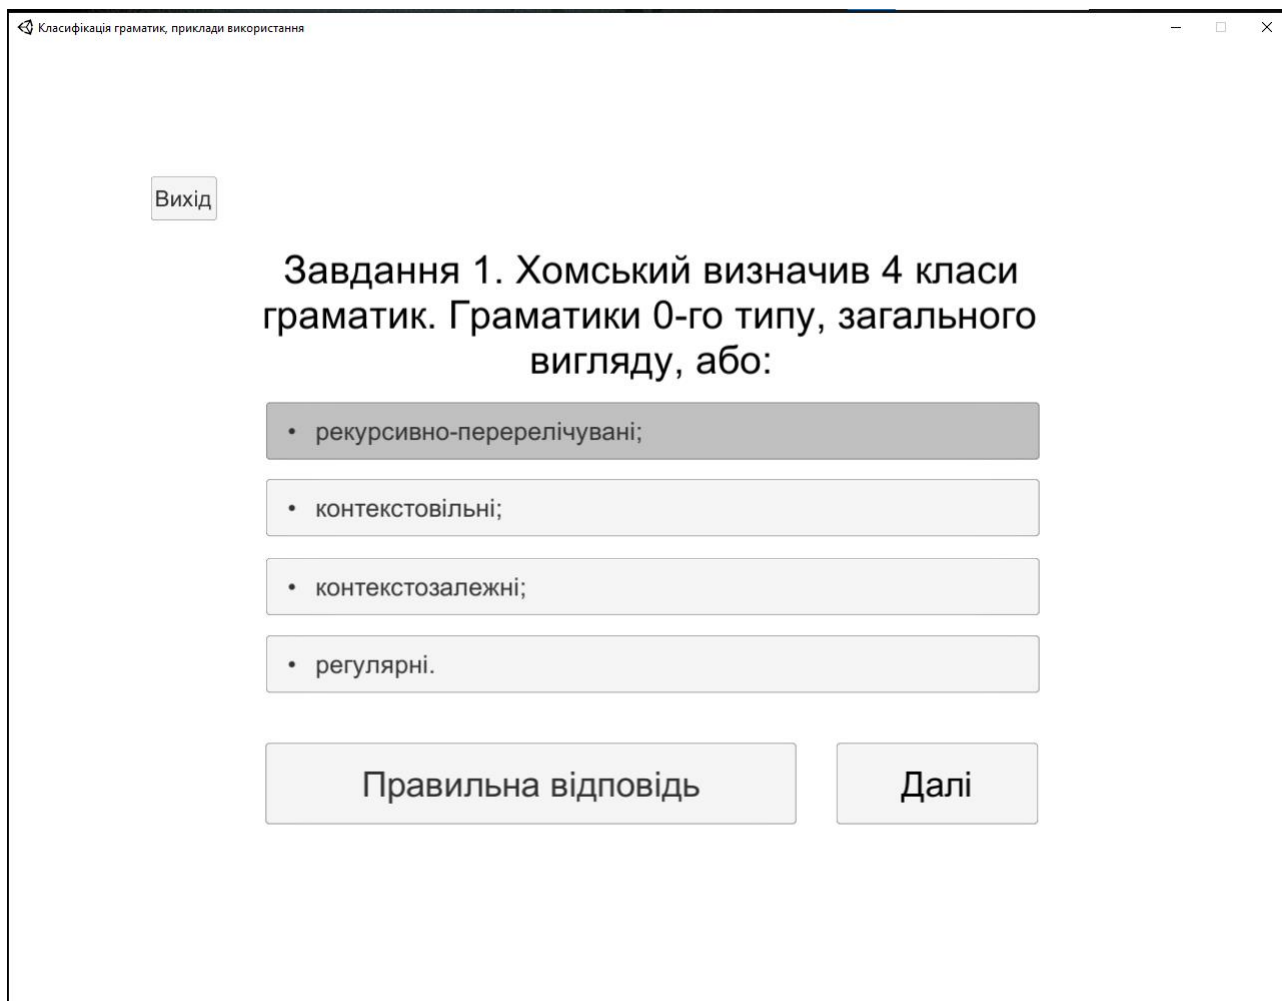 Класифікація граматик, приклади використання
Вихід
Завдання 1. Хомський визначив 4 класи
граматик. Граматики 0-го типу, загального
вигляду, або:
• рекурсивно-перерелічувані;
• контекстовільні;
• контекстозалежні;
• регулярні.
Правильна відповідь
Далі